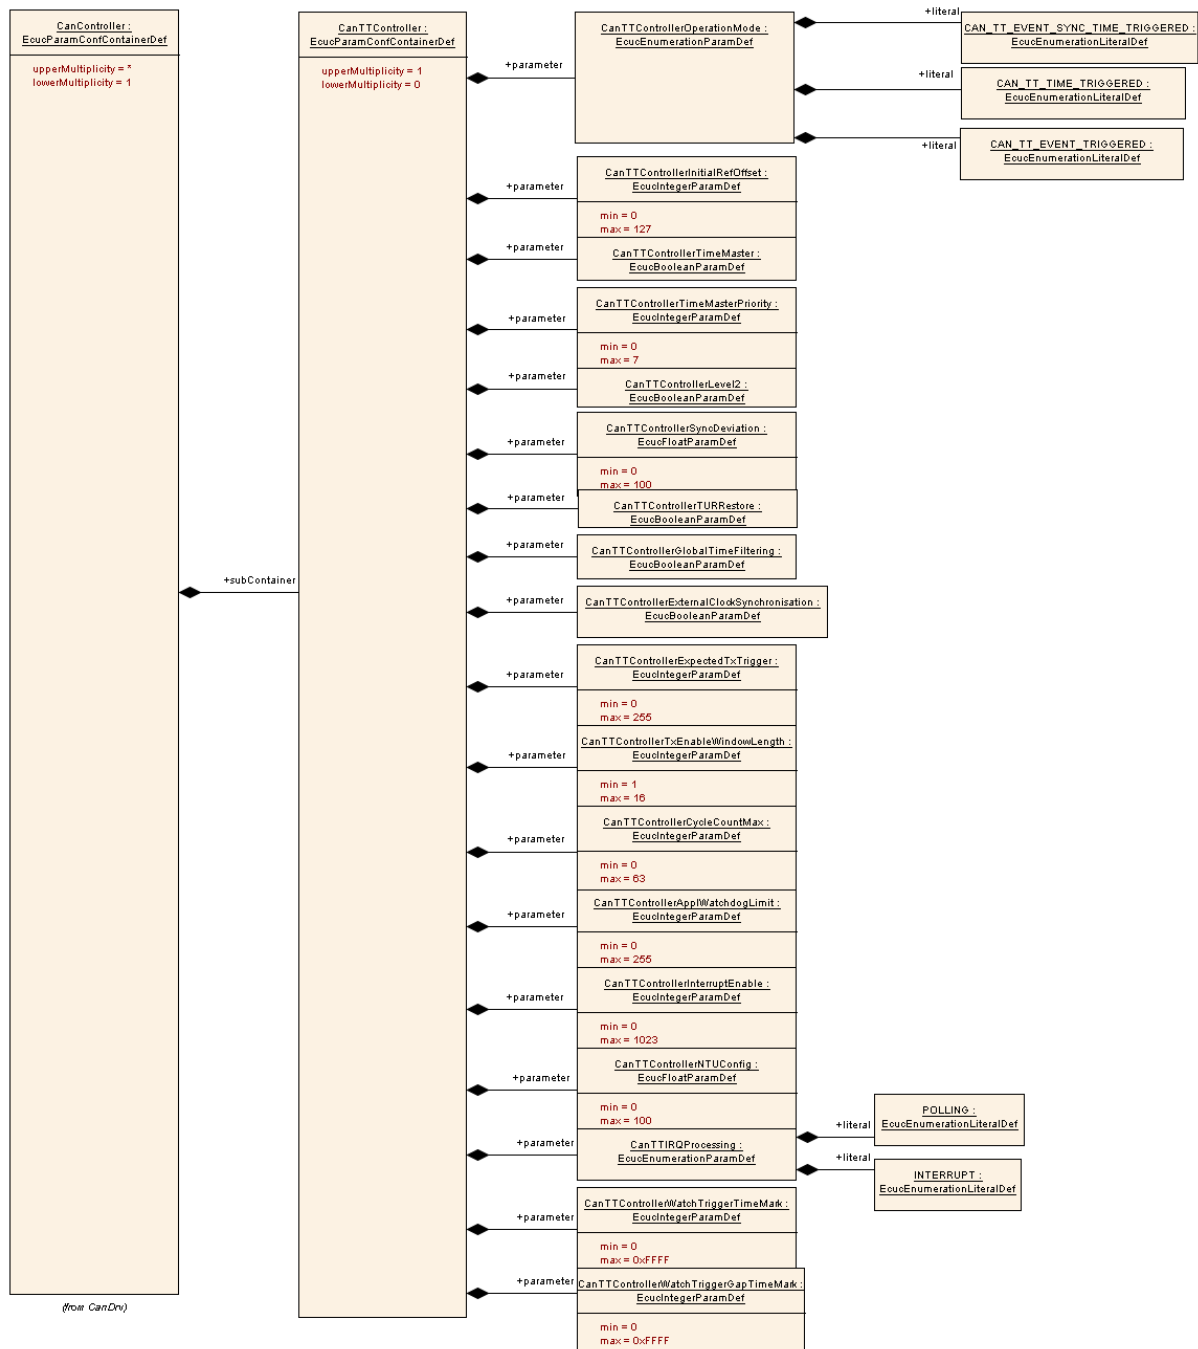 CanController :
EcucParamConfContainerDef
upperMultiplicity = *
lowerMultiplicity = 1
(from CanDrv)
+subContainer
CanTTController :
EcucParamConfContainerDef
upperMultiplicity = 1
lowerMultiplicity = 0
+parameter
CanTTControllerOperationMode :
EcucEnumerationParamDef
+literal
CAN_TT_EVENT_SYNC_TIME_TRIGGERED :
EcucEnumerationLiteralDef
+literal
CAN_TT_TIME_TRIGGERED :
EcucEnumerationLiteralDef
+literal
CAN_TT_EVENT_TRIGGERED :
EcucEnumerationLiteralDef
+parameter
CanTTControllerInitialRefOffset :
EcucIntegerParamDef
min = 0
max = 127
+parameter
CanTTControllerTimeMaster :
EcucBooleanParamDef
+parameter
CanTTControllerTimeMasterPriority :
EcucIntegerParamDef
min = 0
max = 7
+parameter
CanTTControllerLevel2 :
EcucBooleanParamDef
+parameter
CanTTControllerSyncDeviation :
EcucFloatParamDef
min = 0
max = 100
+parameter
CanTTControllerTURRestore :
EcucBooleanParamDef
+parameter
CanTTControllerGlobalTimeFiltering :
EcucBooleanParamDef
+parameter
CanTTControllerExternalClockSynchronisation :
EcucBooleanParamDef
+parameter
CanTTControllerExpectedTxTrigger :
EcucIntegerParamDef
min = 0
max = 255
+parameter
CanTTControllerTxEnableWindowLength :
EcucIntegerParamDef
min = 1
max = 16
+parameter
CanTTControllerCycleCountMax :
EcucIntegerParamDef
min = 0
max = 63
+parameter
CanTTControllerApplWatchdogLimit :
EcucIntegerParamDef
min = 0
max = 255
+parameter
CanTTControllerInterruptEnable :
EcucIntegerParamDef
min = 0
max = 1023
+parameter
CanTTControllerNTUConfig :
EcucFloatParamDef
min = 0
max = 100
+parameter
CanTTIRQProcessing :
EcucEnumerationParamDef
+literal
POLLING :
EcucEnumerationLiteralDef
+literal
INTERRUPT :
EcucEnumerationLiteralDef
+parameter
CanTTControllerWatchTriggerTimeMark :
EcucIntegerParamDef
min = 0
max = 0xFFFF
+parameter
CanTTControllerWatchTriggerGapTimeMark :
EcucIntegerParamDef
min = 0
max = 0xFFFF